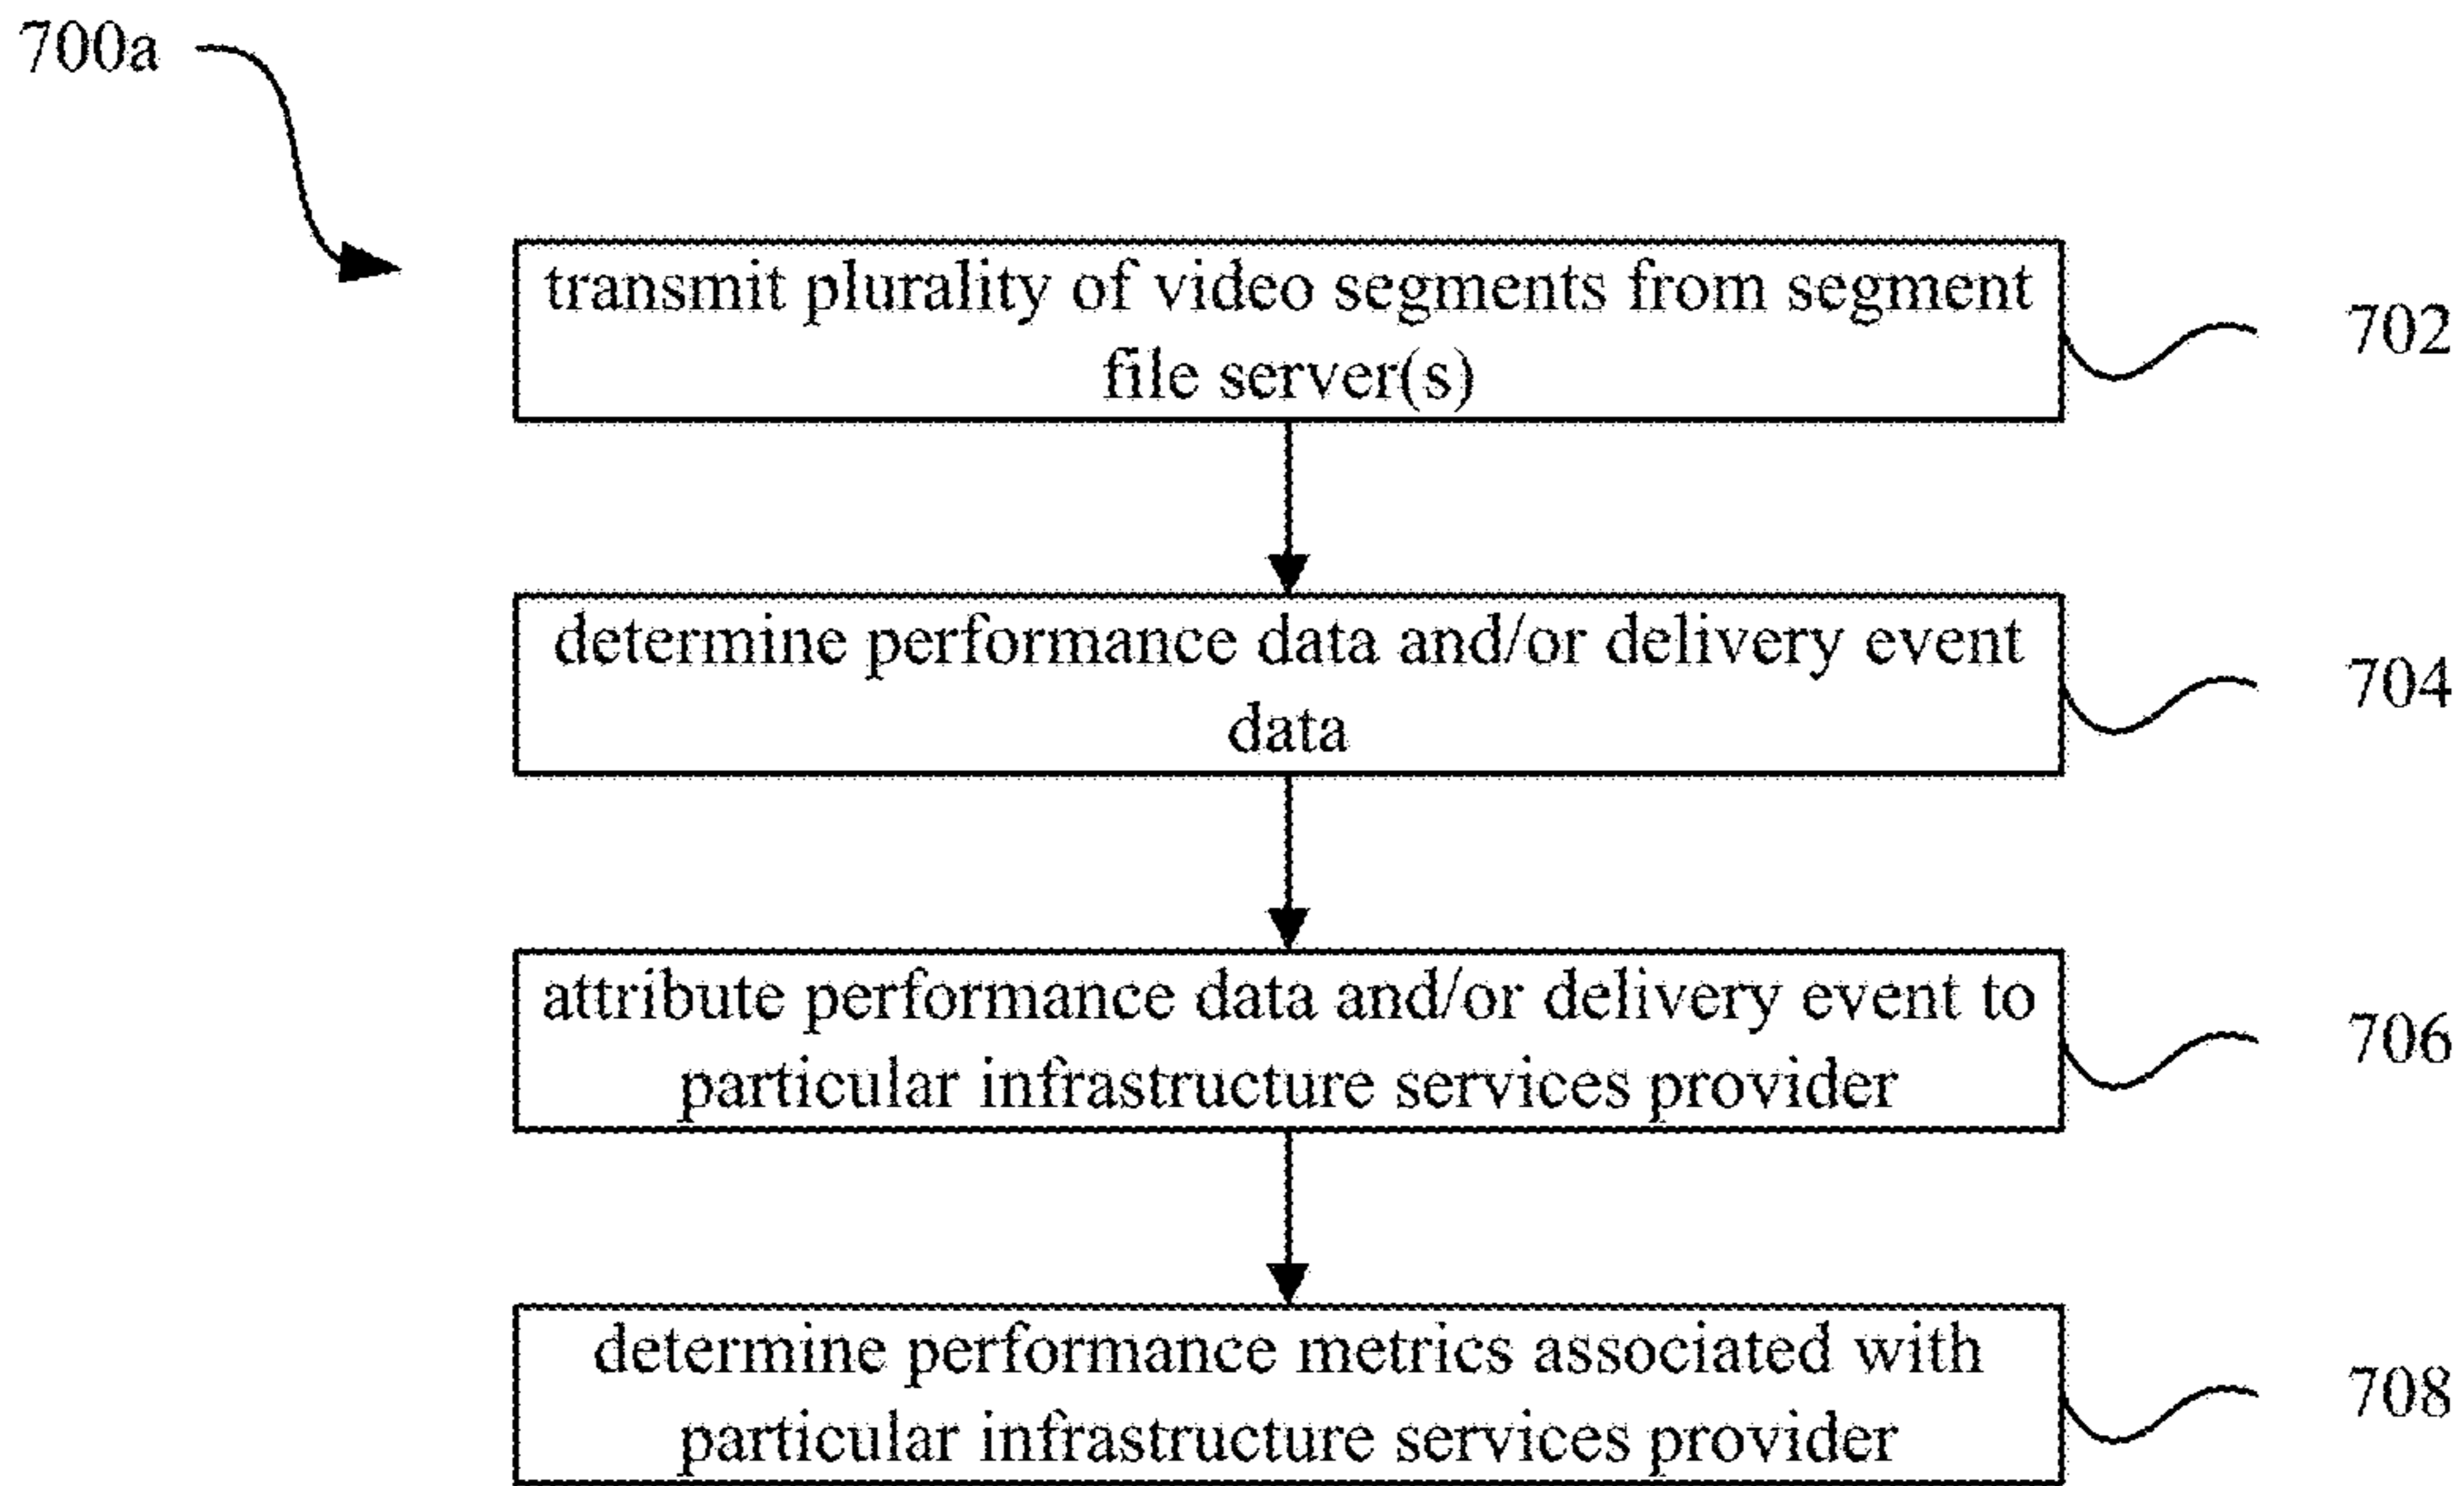 700a
transmit plurality of video segments from segment
file server(s)
702
determine performance data and/or delivery event
data
704
attribute performance data and/or delivery event to
particular infrastructure services provider
706
determine performance metrics associated with
particular infrastructure services provider
708